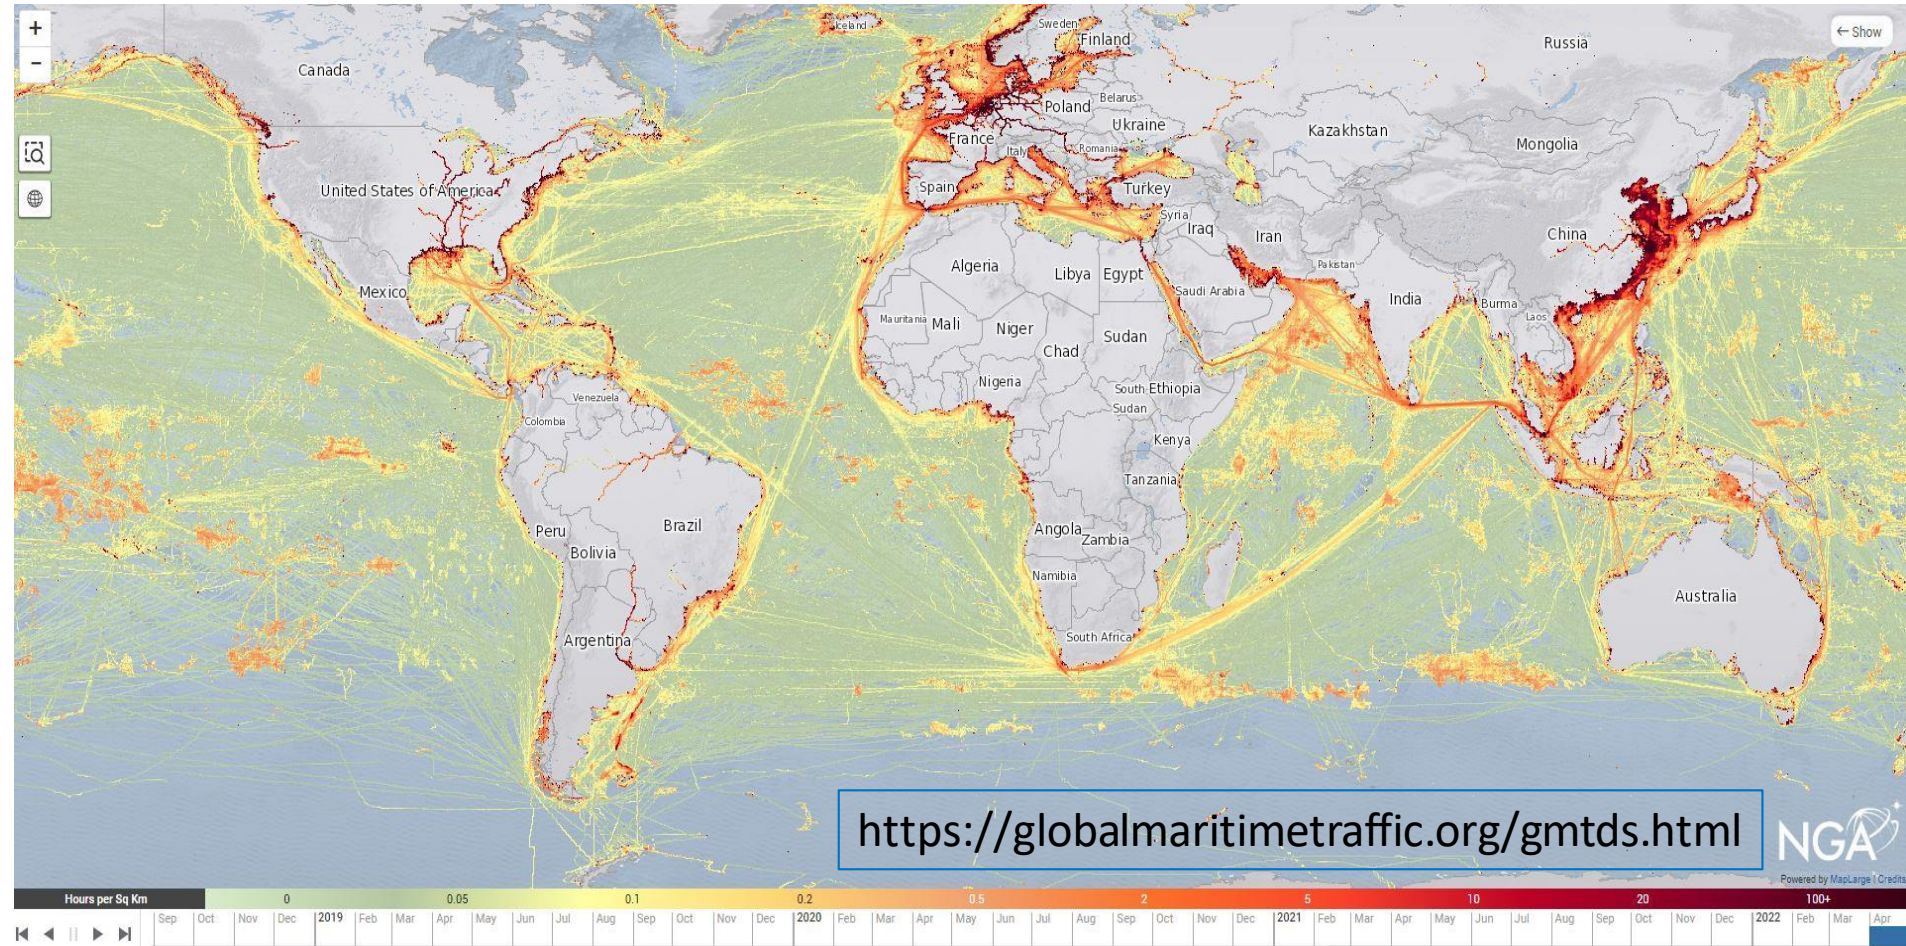 +
-
← Show
Iceland
Sweden
Finland
Russia
Canada
Poland
Belarus
Ukraine
Kazakhstan
Mongolia
France
Italy
Romania
United States of America
Spain
Turkey
Syria
Iraq
Iran
China
Algeria
Libya
Egypt
Pakistan
Mexico
Saudi Arabia
India
Burma
Laos
Mauritania
Mali
Niger
Sudan
Chad
Nigeria
South Sudan
Ethiopia
Venezuela
Colombia
Kenya
Tanzania
Peru
Brazil
Angola
Zambia
Bolivia
Namibia
Australia
Argentina
South Africa
https://globalmaritimetraffic.org/gmtds.html
NGA
Powered by MapLarge | Credits
Hours per Sq Km 0 0.05 0.1 0.2 0.5 2 5 10 20 100+
Sep Oct Nov Dec 2019 Feb Mar Apr May Jun Jul Aug Sep Oct Nov Dec 2020 Feb Mar Apr May Jun Jul Aug Sep Oct Nov Dec 2021 Feb Mar Apr May Jun Jul Aug Sep Oct Nov Dec 2022 Feb Mar Apr